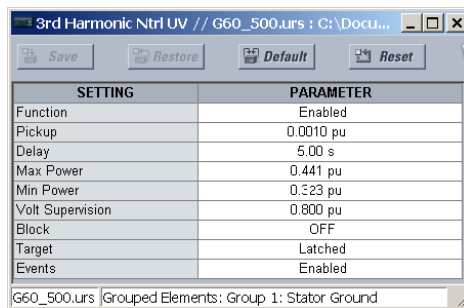 3rd Harmonic Ntrl UV // G60_500.urs : C:\Docu...
Save Restore Default Reset
SETTING PARAMETER
Function Enabled
Pickup 0.0010 pu
Delay 5.00 s
Max Power 0.441 pu
Min Power 0.323 pu
Volt Supervision 0.800 pu
Block OFF
Target Latched
Events Enabled
G60_500.urs Grouped Elements: Group 1: Stator Ground